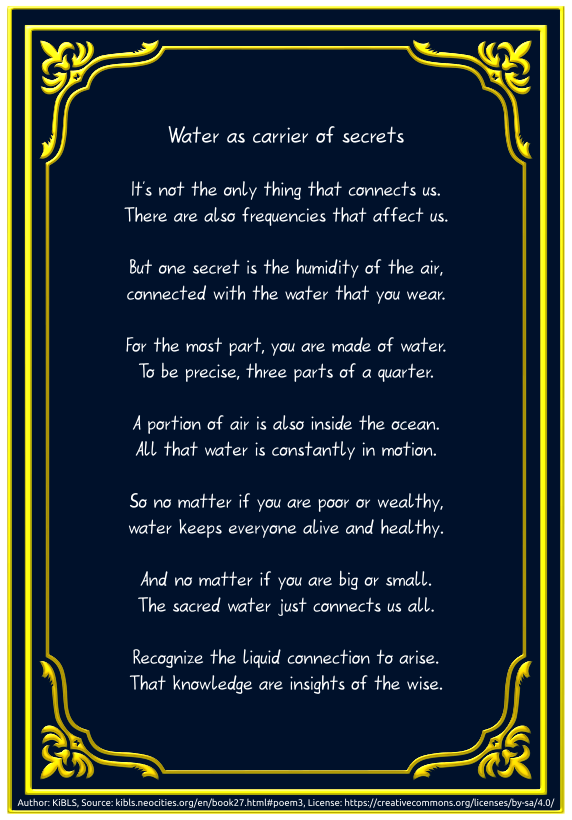 Water as carrier of secrets
It's not the only thing that connects us.
There are also frequencies that affect us.
But one secret is the humidity of the air,
connected with the water that you wear.
For the most part, you are made of water.
To be precise, three parts of a quarter.
A portion of air is also inside the ocean.
All that water is constantly in motion.
So no matter if you are poor or wealthy,
water keeps everyone alive and healthy.
And no matter if you are big or small.
The sacred water just connects us all.
Recognize the liquid connection to arise.
That knowledge are insights of the wise.
Author: KiBLS, Source: kibls.neocities.org/en/book27.html#poem3, License: https://creativecommons.org/licenses/by-sa/4.0/